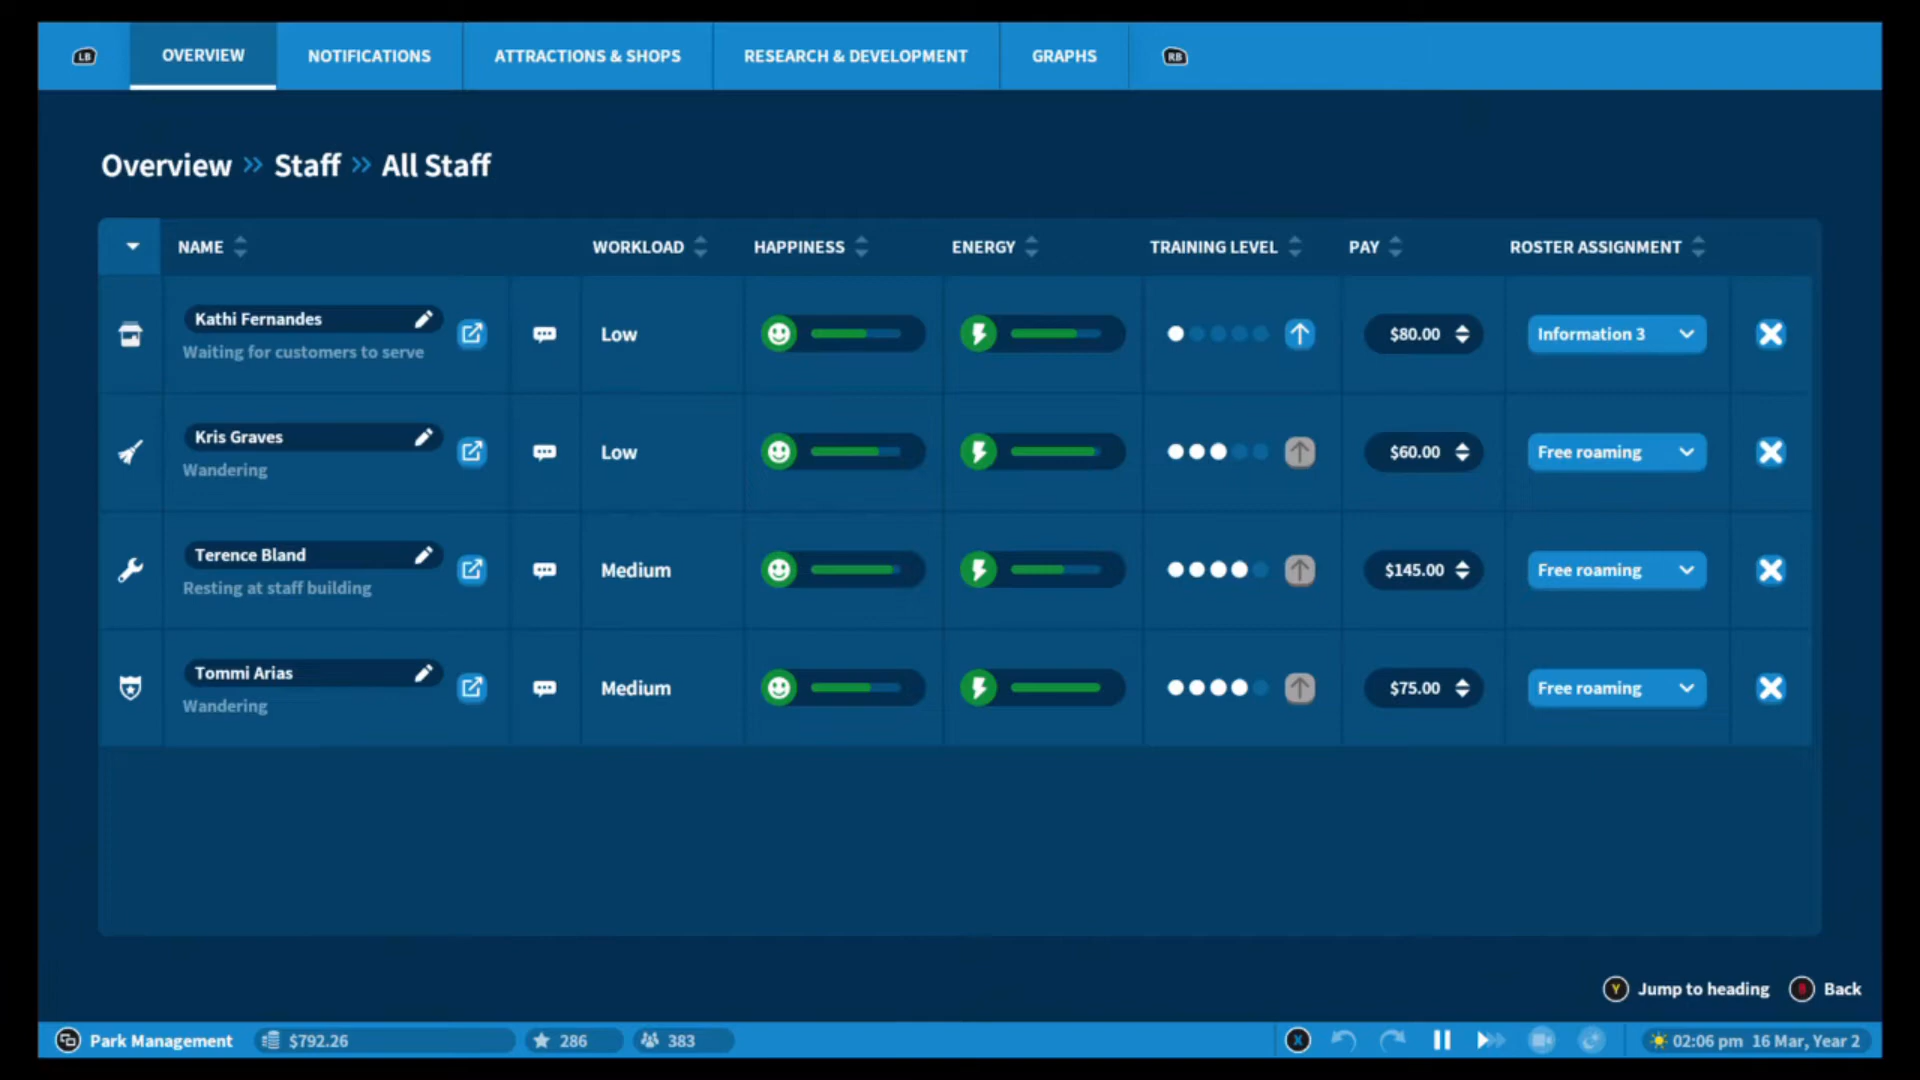 LB OVERVIEW NOTIFICATIONS ATTRACTIONS & SHOPS RESEARCH & DEVELOPMENT GRAPHS RB
Overview » Staff » All Staff
NAME WORKLOAD HAPPINESS ENERGY TRAINING LEVEL PAY ROSTER ASSIGNMENT
Kathi Fernandes
Waiting for customers to serve
Low $80.00 Information 3
Kris Graves
Wandering
Low $60.00 Free roaming
Terence Bland
Resting at staff building
Medium $145.00 Free roaming
Tommi Arias
Wandering
Medium $75.00 Free roaming
Y Jump to heading B Back
Park Management $792.26 286 383 X 02:06 pm 16 Mar, Year 2